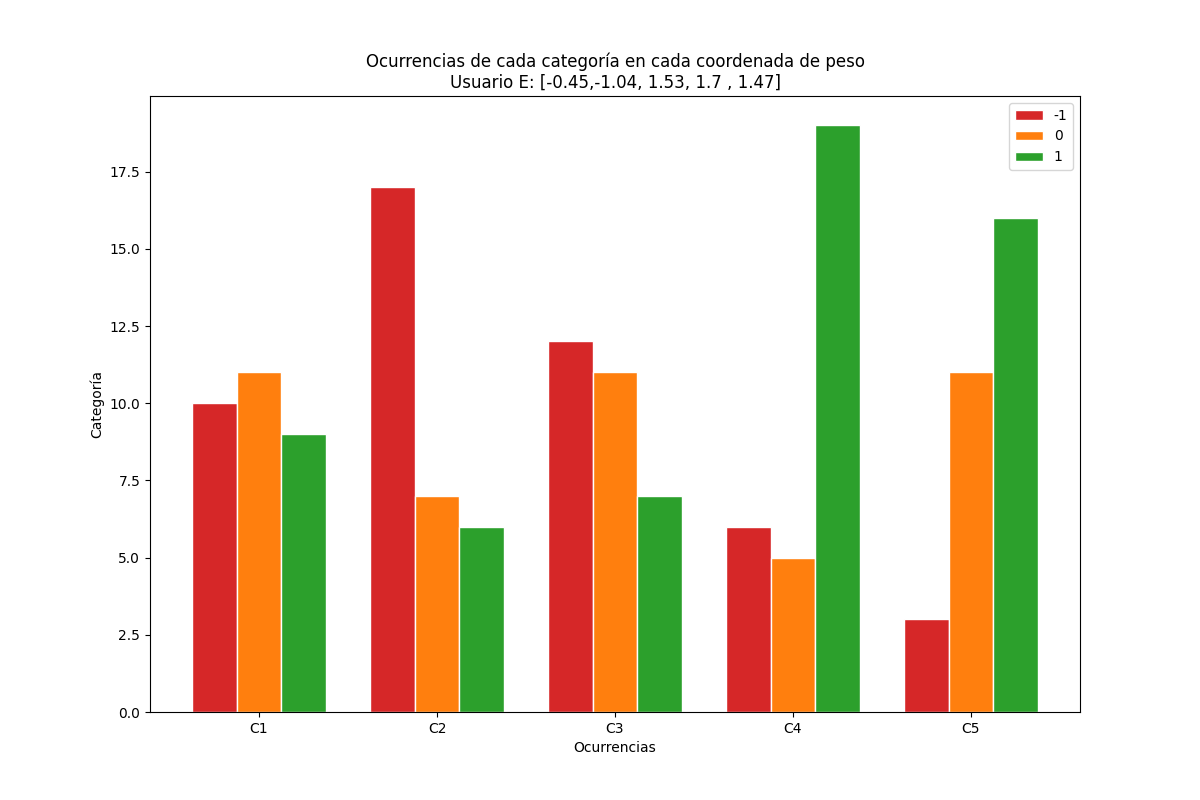 Ocurrencias de cada categoría en cada coordenada de peso
Usuario E: [-0.45,-1.04, 1.53, 1.7 , 1.47]
-1
0
1
Categoría
17.5
15.0
12.5
10.0
7.5
5.0
2.5
0.0
C1 C2 C3 C4 C5
Ocurrencias